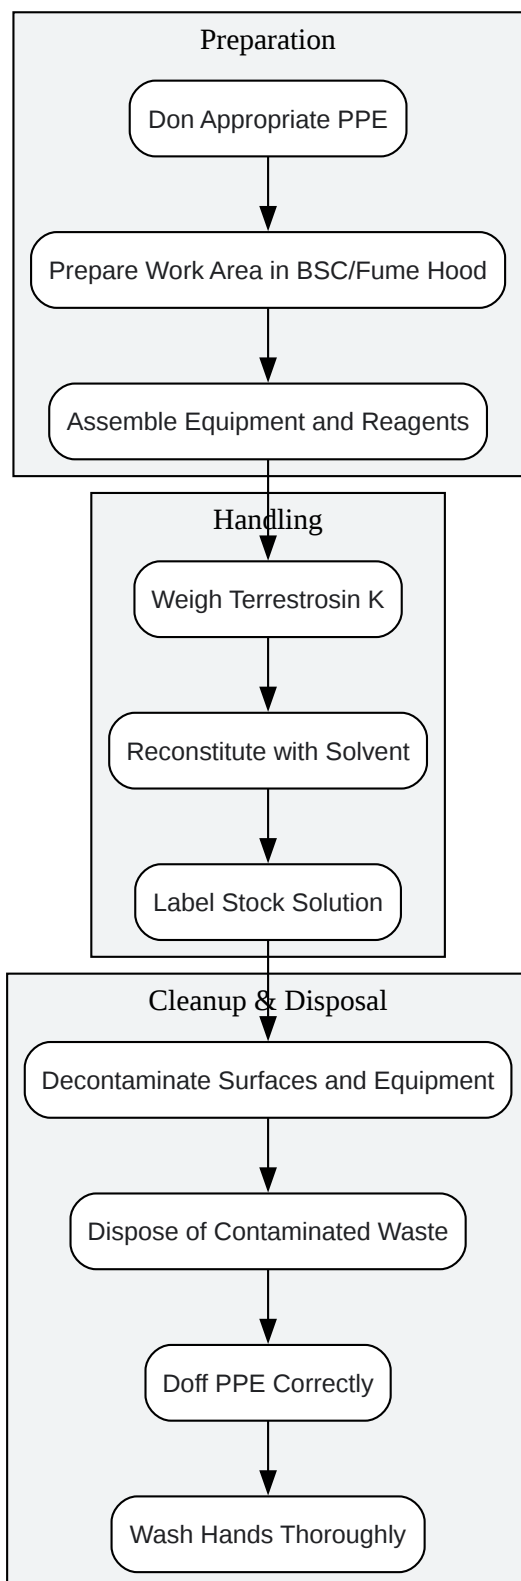 Preparation
Don Appropriate PPE
Prepare Work Area in BSC/Fume Hood
Assemble Equipment and Reagents
Handling
Weigh Terrestrosin K
Reconstitute with Solvent
Label Stock Solution
Cleanup & Disposal
Decontaminate Surfaces and Equipment
Dispose of Contaminated Waste
Doff PPE Correctly
Wash Hands Thoroughly